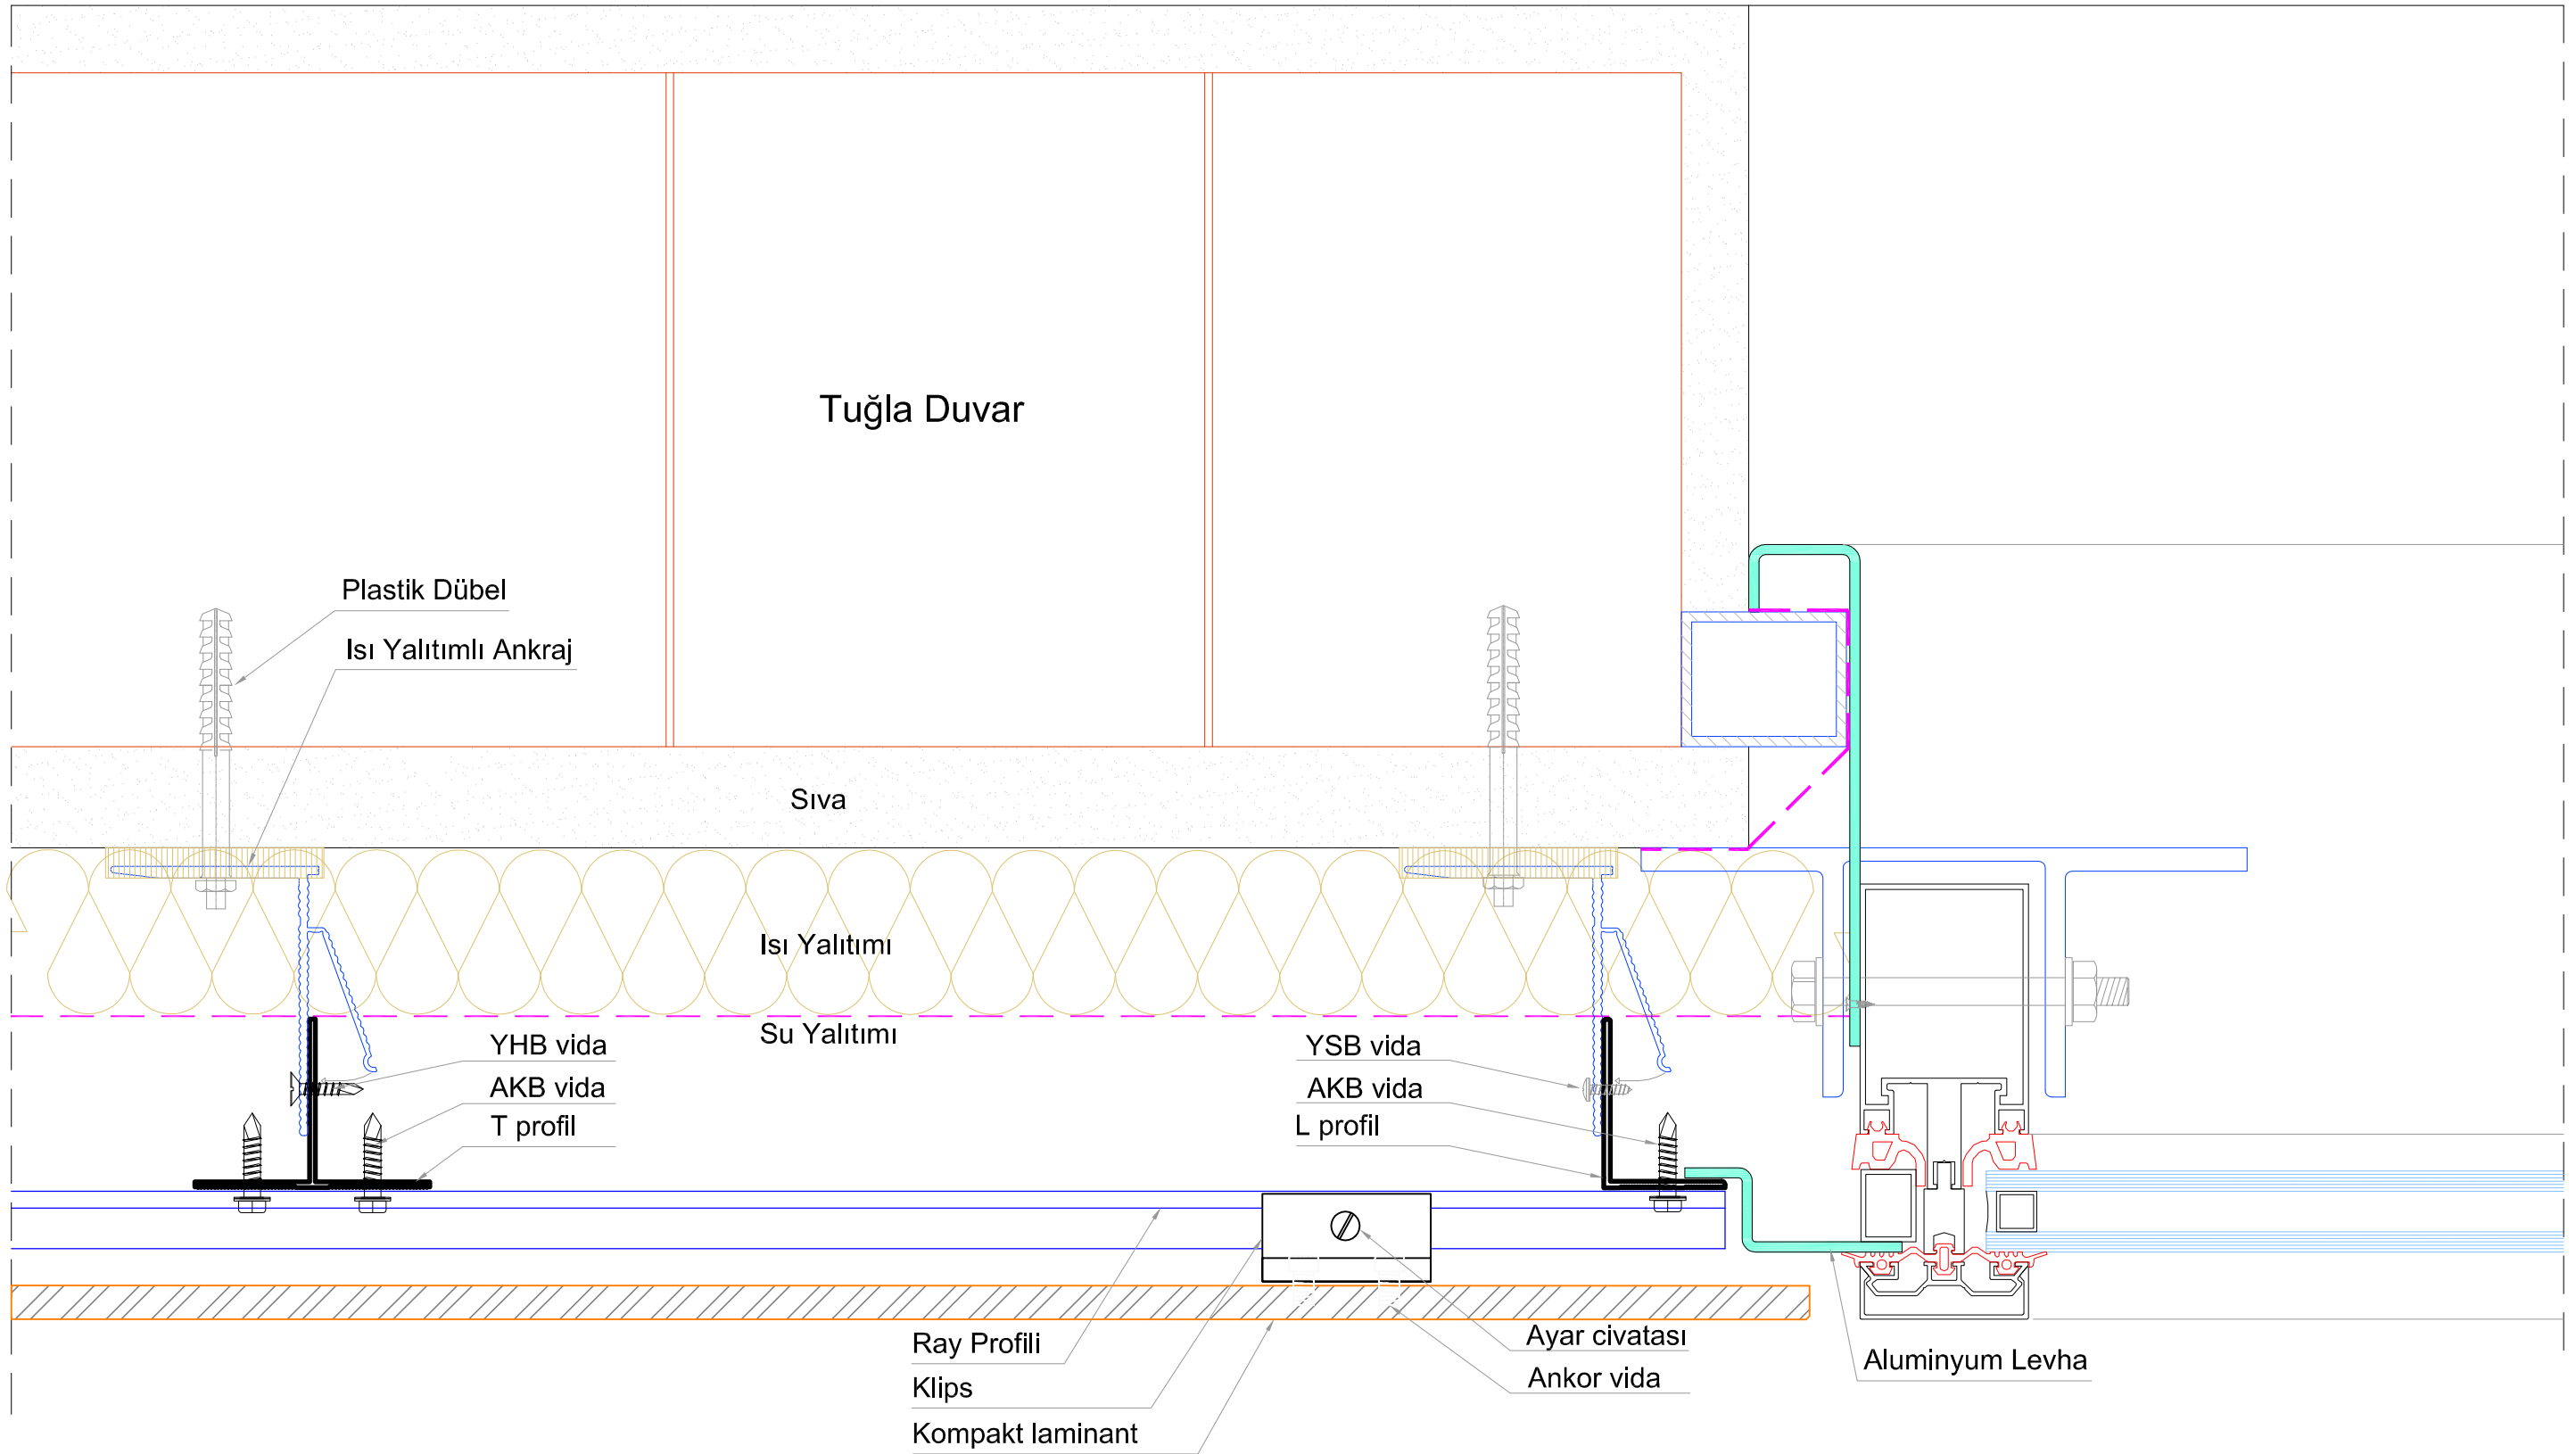 Tuğla Duvar
Plastik Dübel
Isı Yalıtımlı Ankraj
Sıva
Isı Yalıtımı
Su Yalıtımı
YHB vida
AKB vida
T profil
YSB vida
AKB vida
L profil
Ray Profili
Klips
Kompakt laminant
Ayar civatası
Ankor vida
Aluminyum Levha